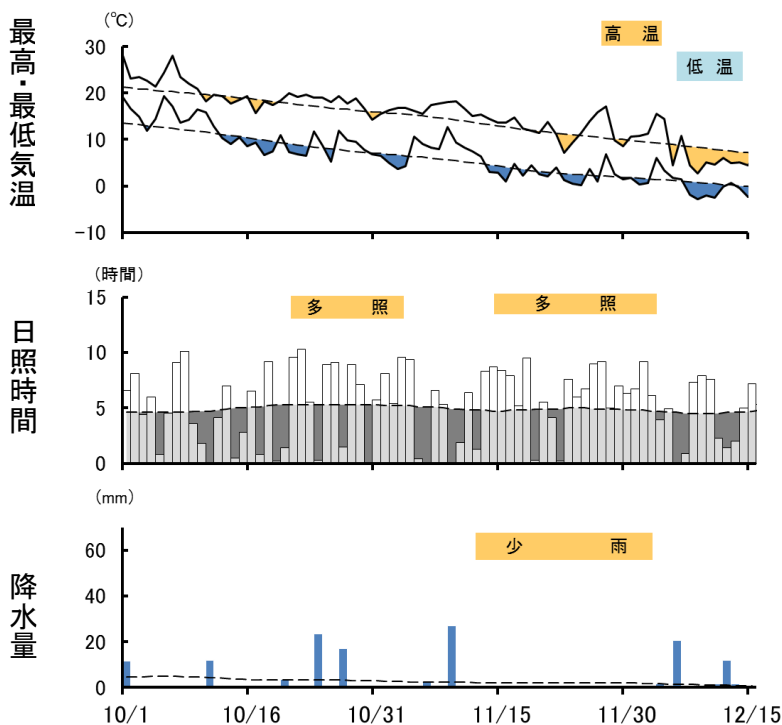 最高・最低気温
(℃)
高　温
低　温
30
20
10
0
-10
日照時間
(時間)
多　照
多　照
15
10
5
0
降水量
(mm)
少　雨
60
40
20
0
10/1
10/16
10/31
11/15
11/30
12/15